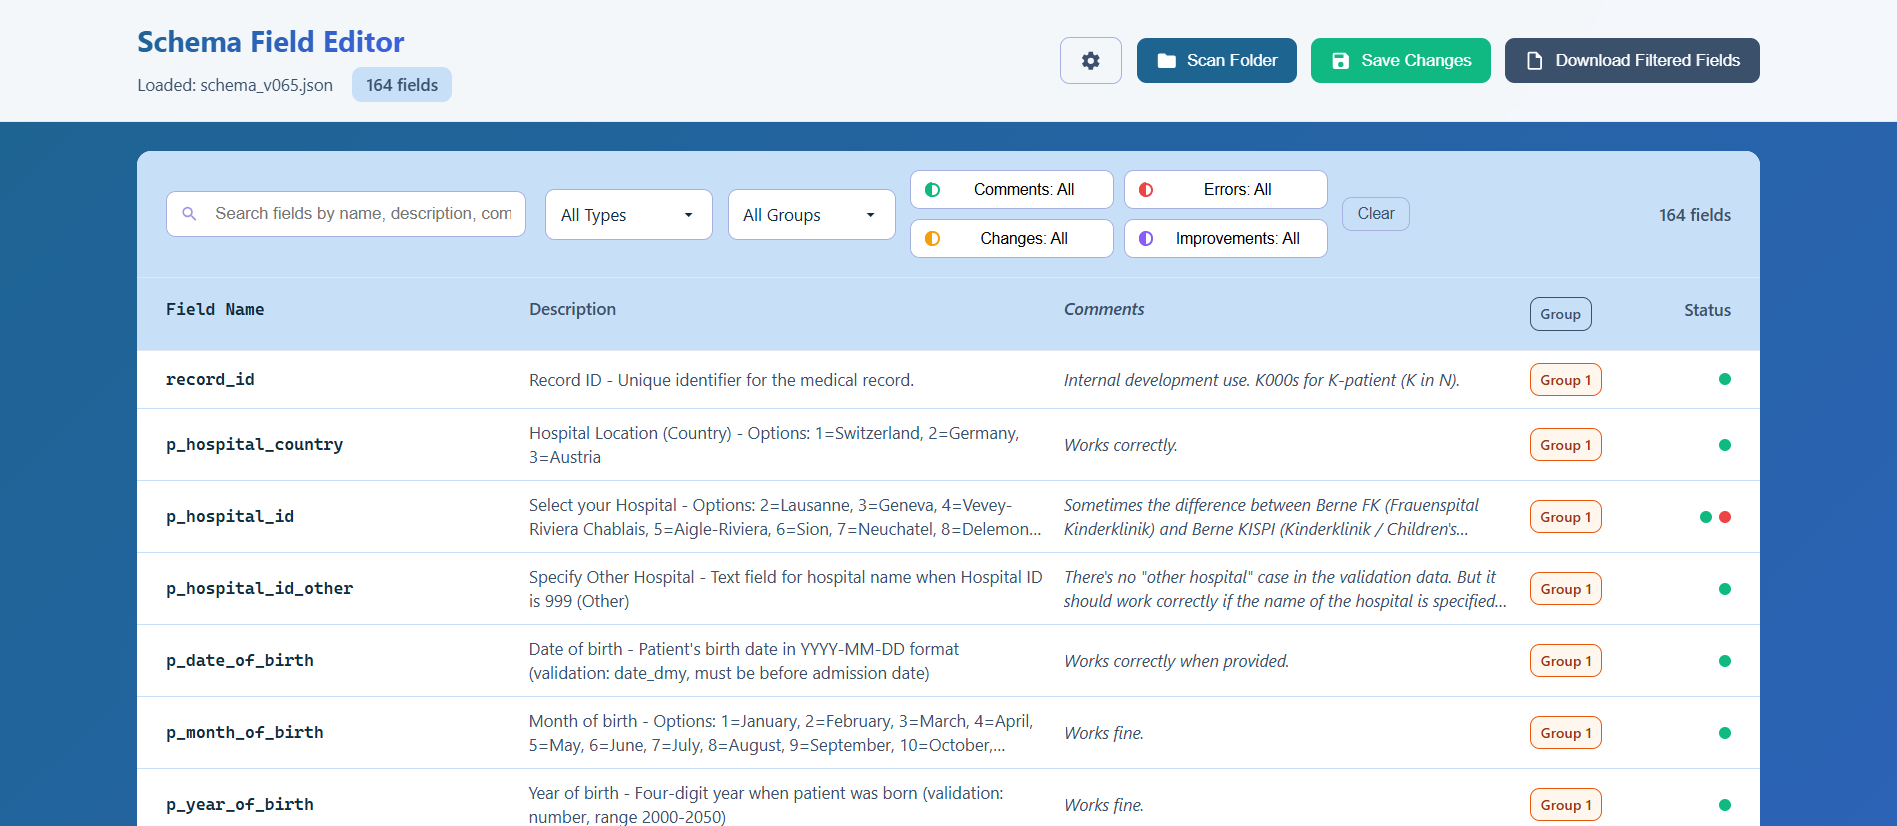 Schema Field Editor
Loaded: schema_v065.json
164 fields
Scan Folder
Save Changes
Download Filtered Fields
Search fields by name, description, com
All Types
All Groups
Comments: All
Errors: All
Changes: All
Improvements: All
Clear
164 fields
Field Name
Description
Comments
Group
Status
record_id
Record ID - Unique identifier for the medical record.
Internal development use. K000s for K-patient (K in N).
Group 1
p_hospital_country
Hospital Location (Country) - Options: 1=Switzerland, 2=Germany,
3=Austria
Works correctly.
Group 1
p_hospital_id
Select your Hospital - Options: 2=Lausanne, 3=Geneva, 4=Vevey-
Riviera Chablais, 5=Aigle-Riviera, 6=Sion, 7=Neuchatel, 8=Delemon...
Sometimes the difference between Berne FK (Frauenspital
Kinderklinik) and Berne KISPI (Kinderklinik / Children's...
Group 1
p_hospital_id_other
Specify Other Hospital - Text field for hospital name when Hospital ID
is 999 (Other)
There's no "other hospital" case in the validation data. But it
should work correctly if the name of the hospital is specified...
Group 1
p_date_of_birth
Date of birth - Patient's birth date in YYYY-MM-DD format
(validation: date_dmy, must be before admission date)
Works correctly when provided.
Group 1
p_month_of_birth
Month of birth - Options: 1=January, 2=February, 3=March, 4=April,
5=May, 6=June, 7=July, 8=August, 9=September, 10=October,...
Works fine.
Group 1
p_year_of_birth
Year of birth - Four-digit year when patient was born (validation:
number, range 2000-2050)
Works fine.
Group 1